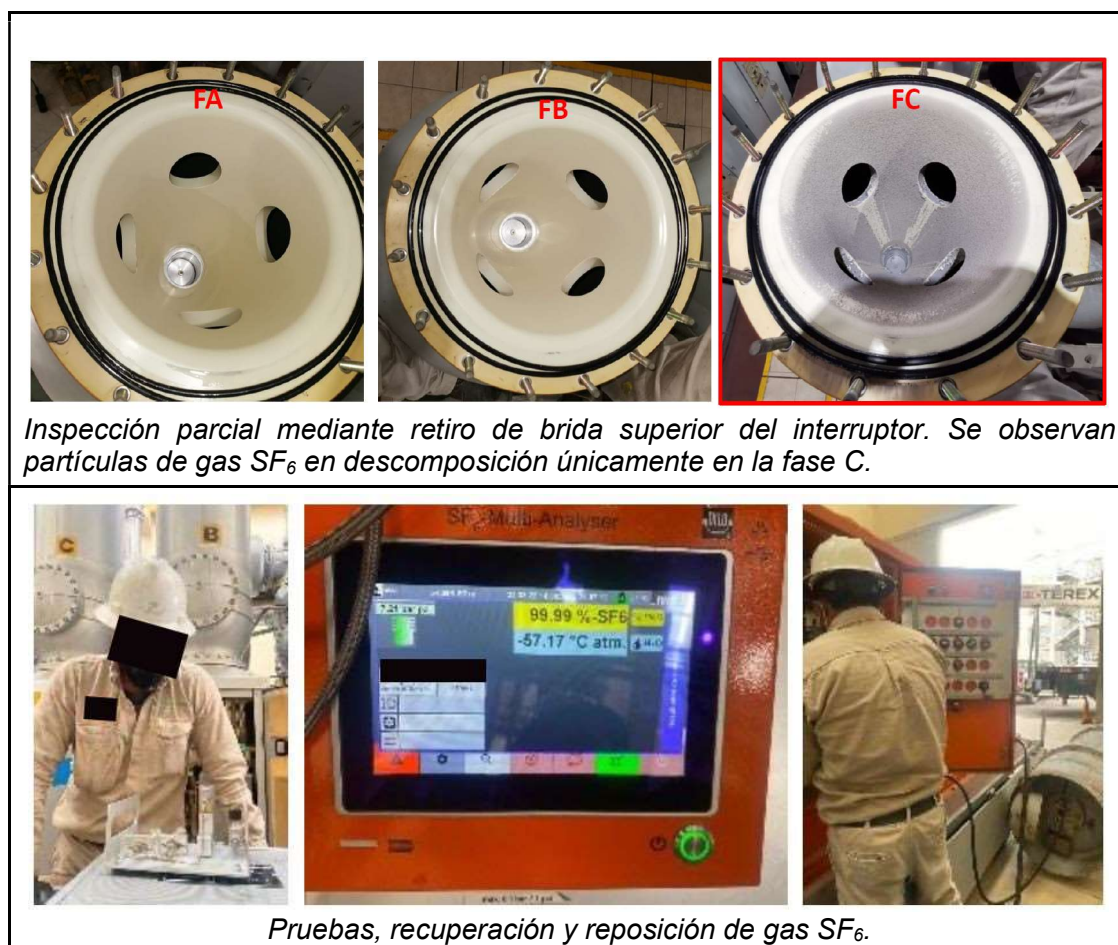 FA
FB
FC
Inspección parcial mediante retiro de brida superior del interruptor. Se observan
partículas de gas SF₆ en descomposición únicamente en la fase C.
C
B
SF₆ Multi-Analyser
99.99 %-SF6
-57.17 °C atm.
TEREX
Pruebas, recuperación y reposición de gas SF₆.